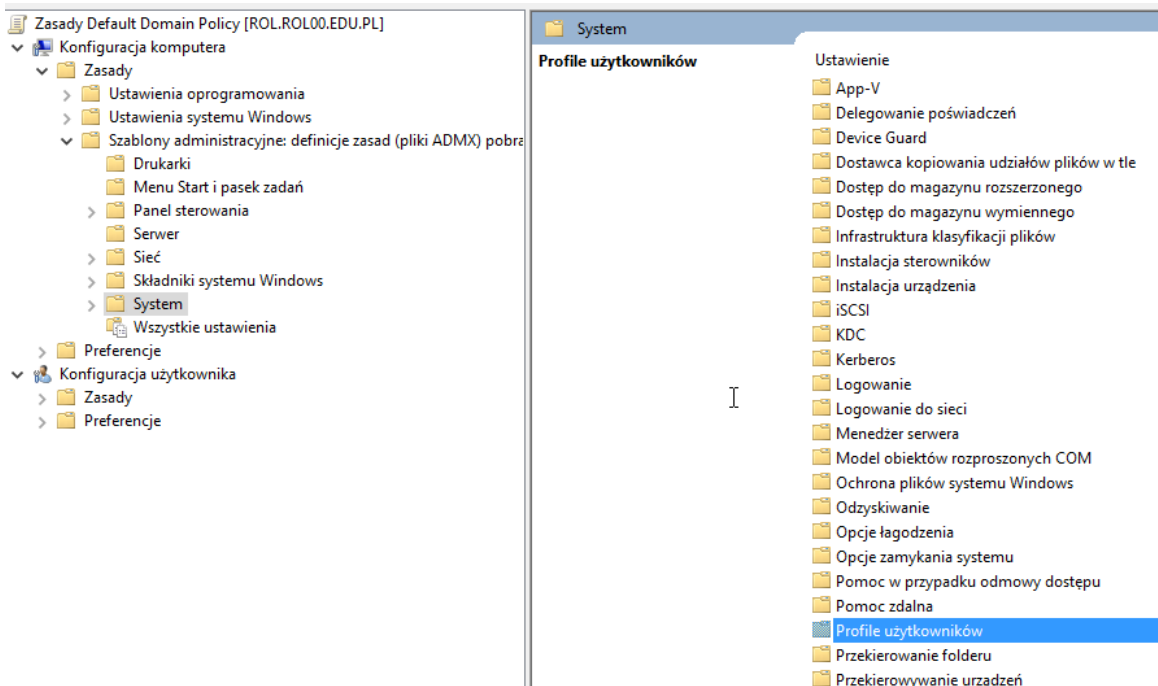 Zasady Default Domain Policy [ROL.ROL00.EDU.PL]
Konfiguracja komputera
Zasady
Ustawienia oprogramowania
Ustawienia systemu Windows
Szablony administracyjne: definicje zasad (pliki ADMX) pobra
Drukarki
Menu Start i pasek zadań
Panel sterowania
Serwer
Sieć
Składniki systemu Windows
System
Wszystkie ustawienia
Preferencje
Konfiguracja użytkownika
Zasady
Preferencje
System
Profile użytkowników
Ustawienie
App-V
Delegowanie poświadczeń
Device Guard
Dostawca kopiowania udziałów plików w tle
Dostęp do magazynu rozszerzonego
Dostęp do magazynu wymiennego
Infrastruktura klasyfikacji plików
Instalacja sterowników
Instalacja urządzenia
iSCSI
KDC
Kerberos
Logowanie
Logowanie do sieci
Menedżer serwera
Model obiektów rozproszonych COM
Ochrona plików systemu Windows
Odzyskiwanie
Opcje łagodzenia
Opcje zamykania systemu
Pomoc w przypadku odmowy dostępu
Pomoc zdalna
Profile użytkowników
Przekierowanie folderu
Przekierowywanie urządzeń